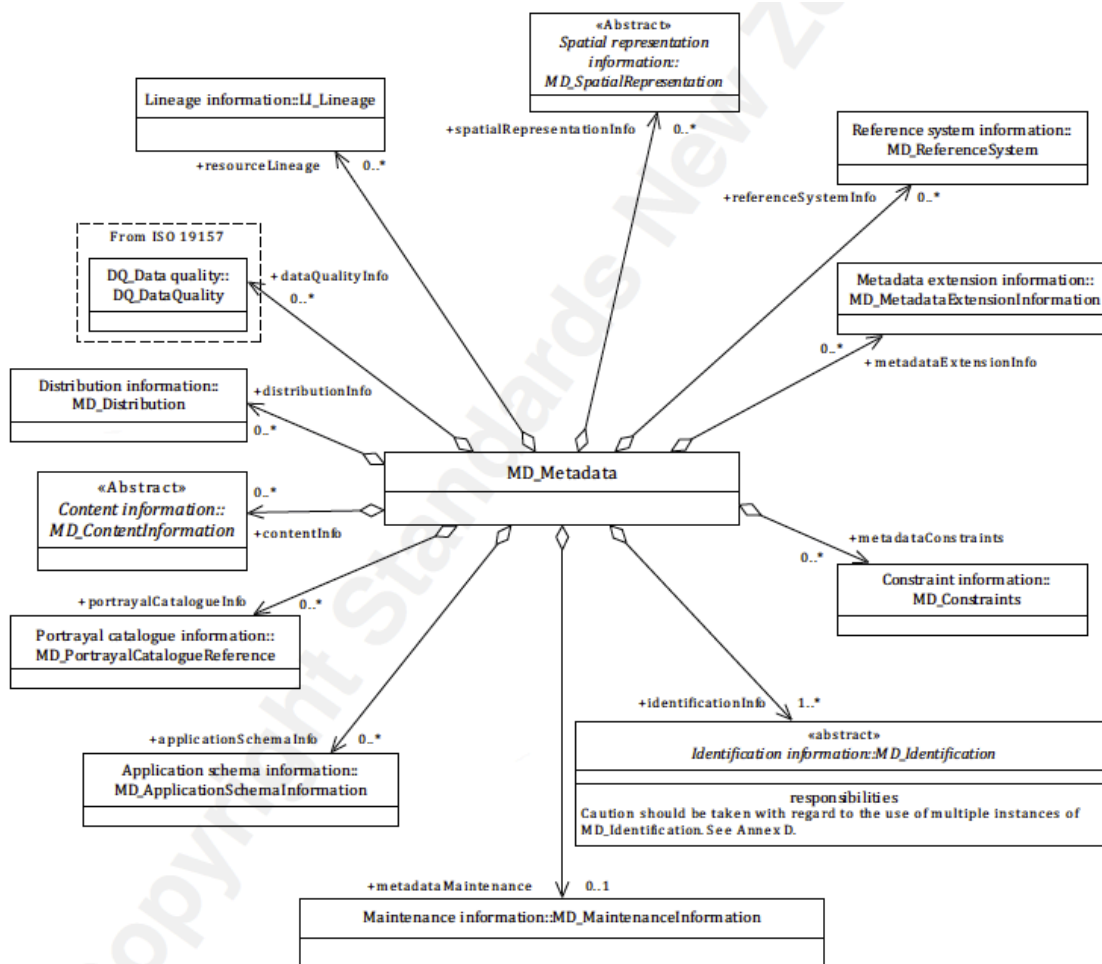 «Abstract»
Spatial representation
information::
MD_SpatialRepresentation
Lineage information::LI_Lineage
+spatialRepresentationInfo
0..*
Reference system information::
MD_ReferenceSystem
+resourceLineage
0..*
+referenceSystemInfo
0..*
From ISO 19157
DQ_Data quality::
DQ_DataQuality
+dataQualityInfo
0..*
Metadata extension information::
MD_MetadataExtensionInformation
0..*
+metadataExtensionInfo
Distribution information::
MD_Distribution
+distributionInfo
0..*
MD_Metadata
«Abstract»
Content information::
MD_ContentInformation
0..*
+contentInfo
+metadataConstraints
0..*
Constraint information::
MD_Constraints
+portrayalCatalogueInfo
0..*
Portrayal catalogue information::
MD_PortrayalCatalogueReference
+identificationInfo
1..*
+applicationSchemaInfo
0..*
«abstract»
Identification information::MD_Identification
responsibilities
Caution should be taken with regard to the use of multiple instances of
MD_Identification. See Annex D.
Application schema information::
MD_ApplicationSchemaInformation
+metadataMaintenance
0..1
Maintenance information::MD_MaintenanceInformation
opyright Standards New Z